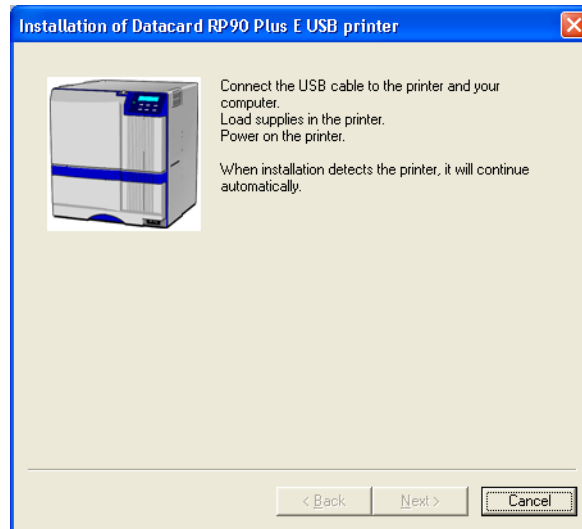 Installation of Datacard RP90 Plus E USB printer
Connect the USB cable to the printer and your
computer.
Load supplies in the printer.
Power on the printer.
When installation detects the printer, it will continue
automatically.
< Back
Next >
Cancel